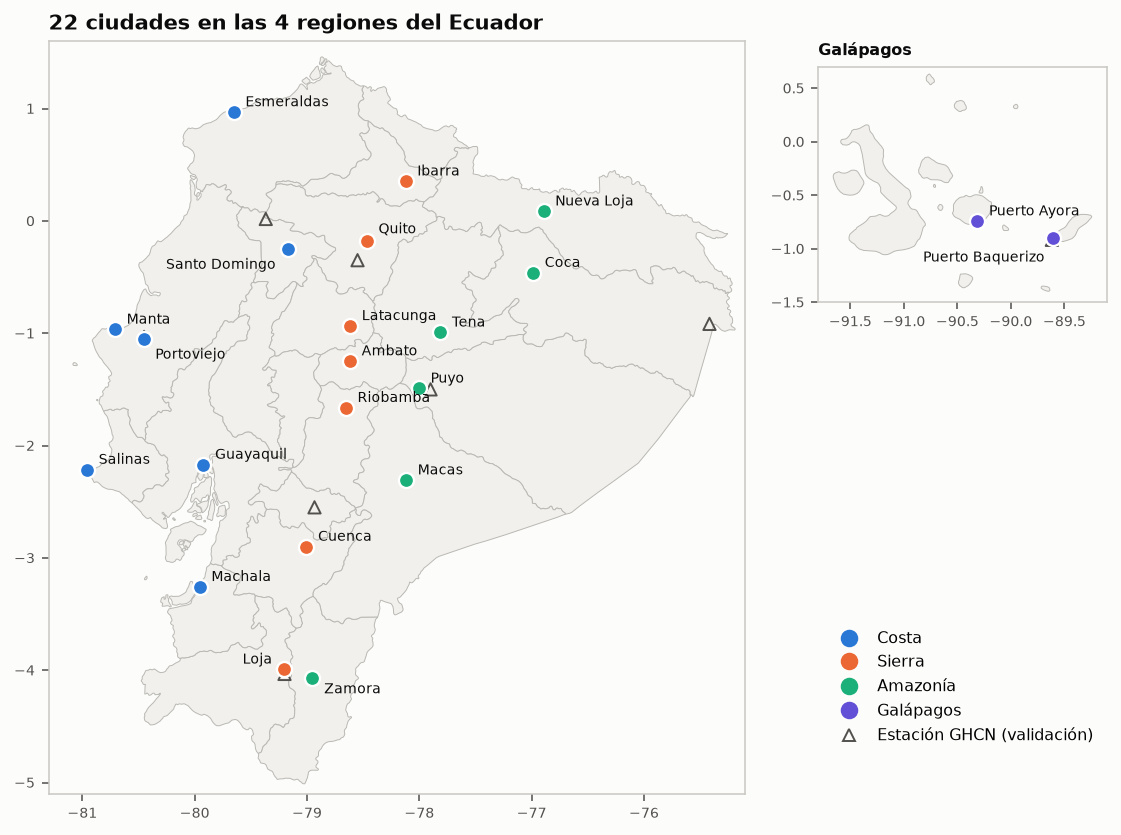 22 ciudades en las 4 regiones del Ecuador
Galápagos
Esmeraldas
Ibarra
Nueva Loja
Quito
Santo Domingo
Coca
Manta
Latacunga
Tena
Portoviejo
Ambato
Puyo
Riobamba
Salinas
Guayaquil
Macas
Cuenca
Machala
Loja
Zamora
1
0
−1
−2
−3
−4
−5
−81
−80
−79
−78
−77
−76
0.5
0.0
−0.5
−1.0
−1.5
Puerto Ayora
Puerto Baquerizo
−91.5
−91.0
−90.5
−90.0
−89.5
Costa
Sierra
Amazonía
Galápagos
Estación GHCN (validación)